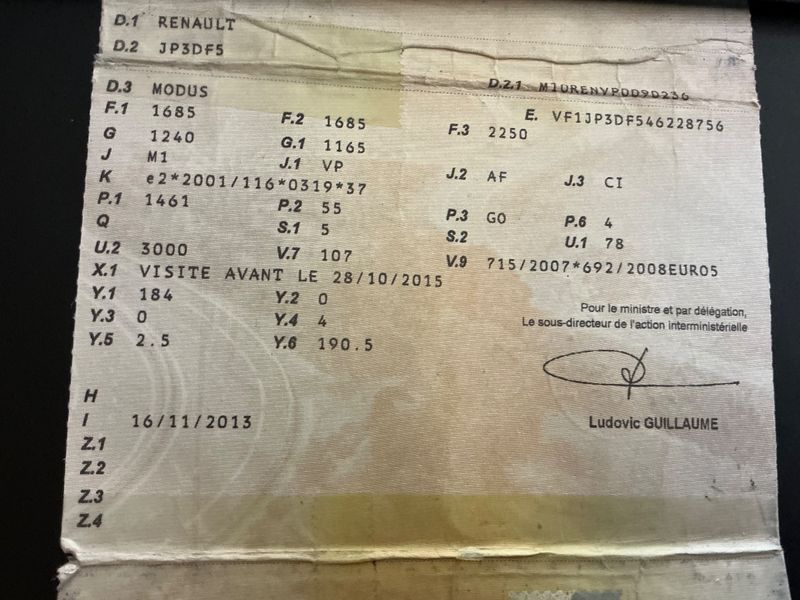 D.1 RENAULT
D.2 JP3DF5
D.2.1 M10RENVP009D236
D.3 MODUS
E. VF1JP3DF546228756
F.1 1685 F.2 1685 F.3 2250
G 1240 G.1 1165
J M1 J.1 VP J.2 AF J.3 CI
K e2*2001/116*0319*37
P.1 1461 P.2 55 P.3 GO P.6 4
Q S.1 5 S.2 U.1 78
U.2 3000 V.7 107 V.9 715/2007*692/2008EURO5
X.1 VISITE AVANT LE 28/10/2015
Y.1 184 Y.2 0
Y.3 0 Y.4 4
Y.5 2.5 Y.6 190.5
Pour le ministre et par délégation,
Le sous-directeur de l'action interministérielle
Ludovic GUILLAUME
H
I 16/11/2013
Z.1
Z.2
Z.3
Z.4